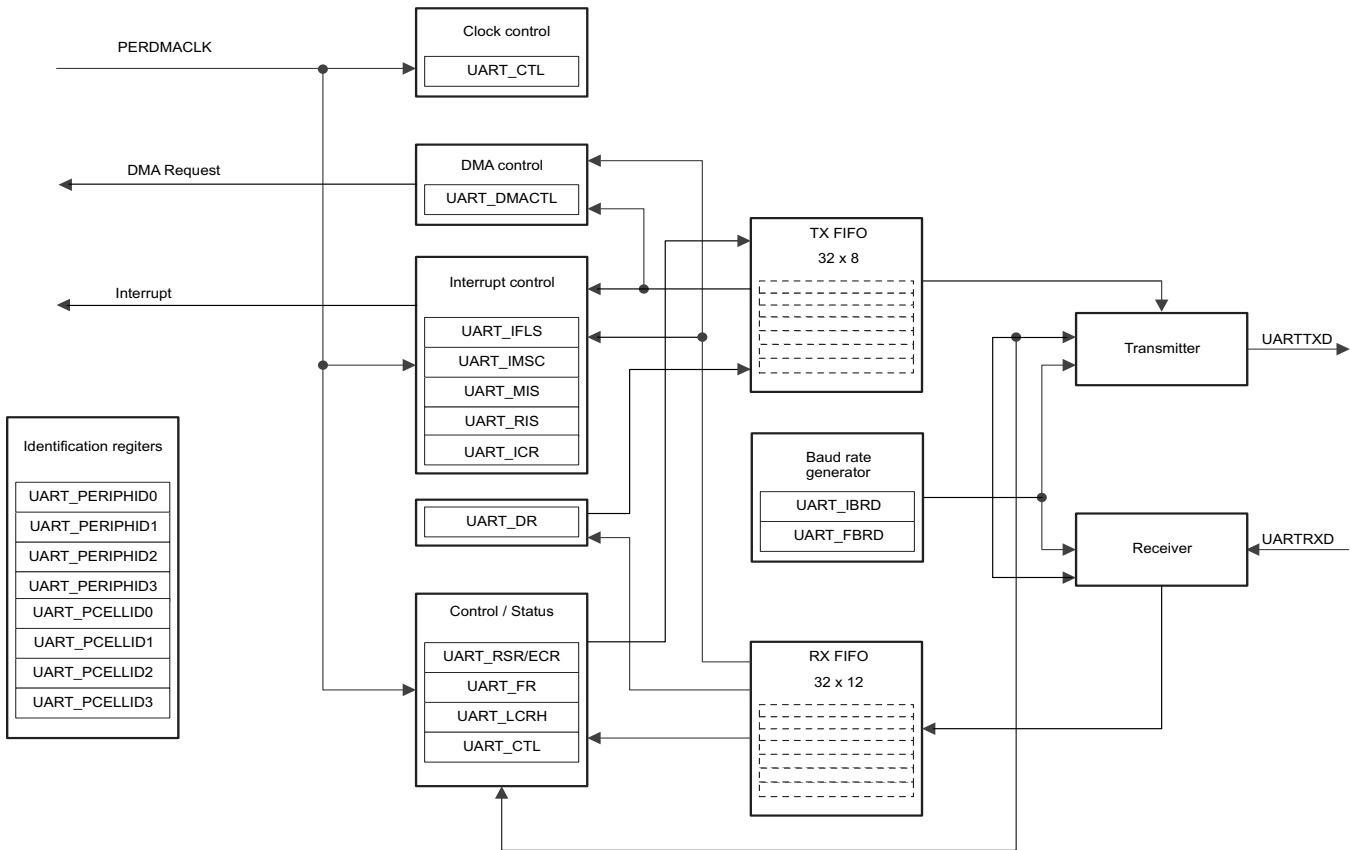 PERDMACLK
Clock control
UART_CTL
DMA Request
DMA control
UART_DMACTL
Interrupt
Interrupt control
UART_IFLS
UART_IMSC
UART_MIS
UART_RIS
UART_ICR
TX FIFO
32 x 8
Transmitter
UARTTXD
Identification regiters
UART_PERIPHID0
UART_PERIPHID1
UART_PERIPHID2
UART_PERIPHID3
UART_PCELLID0
UART_PCELLID1
UART_PCELLID2
UART_PCELLID3
UART_DR
Baud rate
generator
UART_IBRD
UART_FBRD
Receiver
UARTRXD
Control / Status
UART_RSR/ECR
UART_FR
UART_LCRH
UART_CTL
RX FIFO
32 x 12